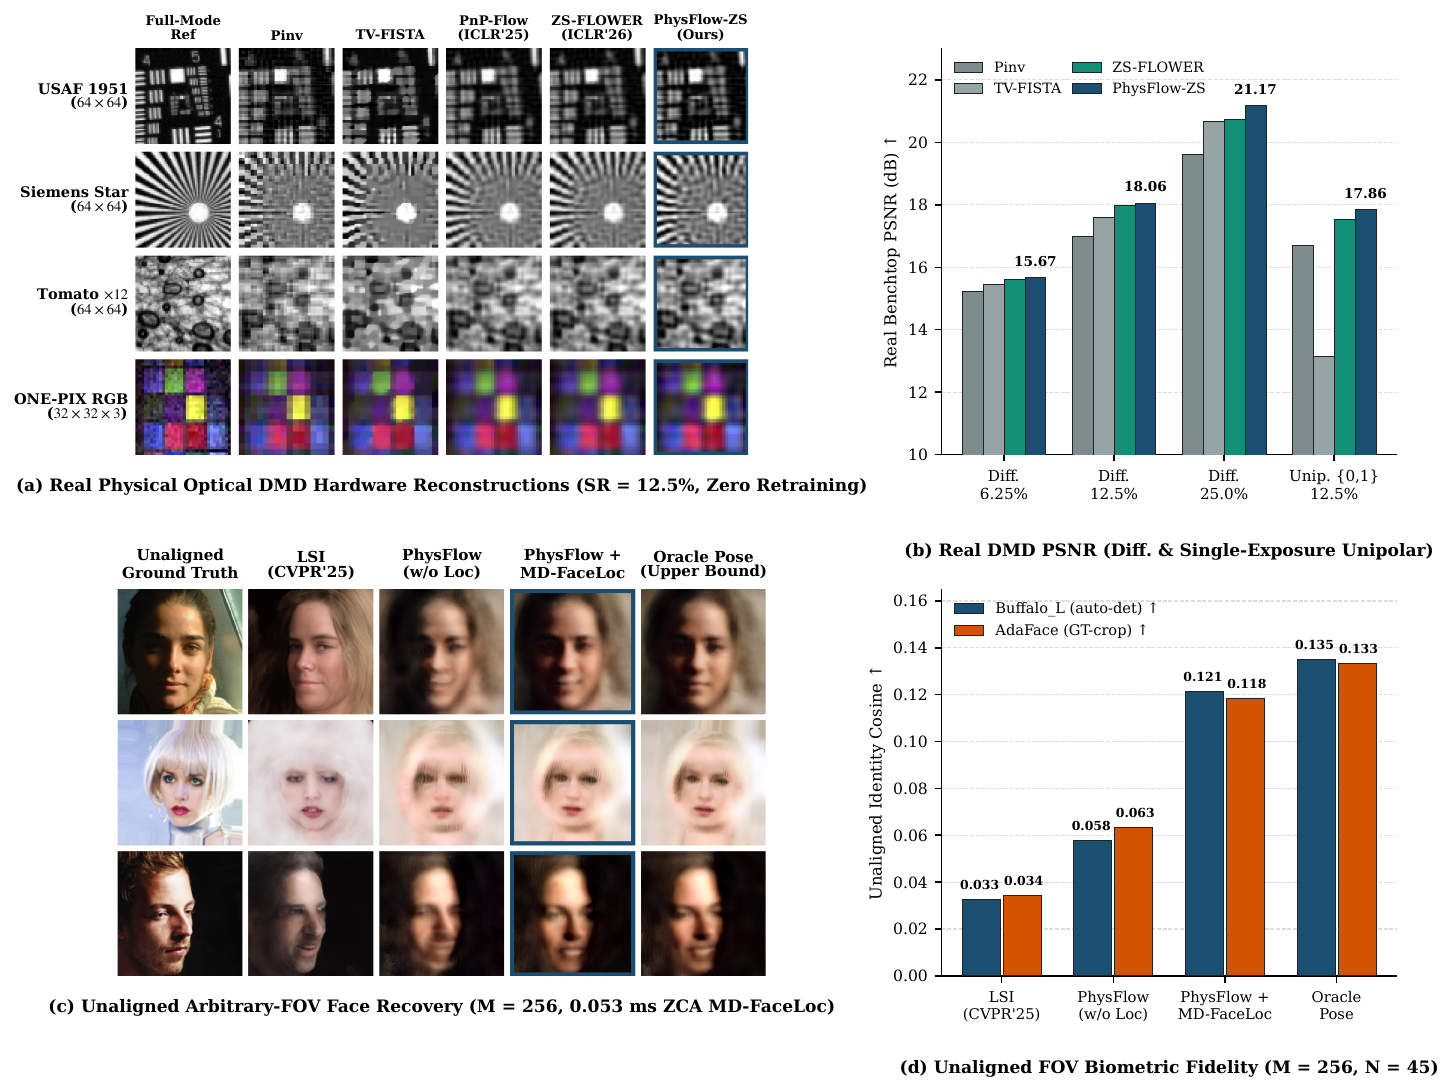 Full-Mode
Ref
Pinv
TV-FISTA
PnP-Flow
(ICLR'25)
ZS-FLOWER
(ICLR'26)
PhysFlow-ZS
(Ours)
USAF 1951
(64 × 64)
Siemens Star
(64 × 64)
Tomato ×12
(64 × 64)
ONE-PIX RGB
(32 × 32 × 3)
(a) Real Physical Optical DMD Hardware Reconstructions (SR = 12.5%, Zero Retraining)
Real Benchtop PSNR (dB) ↑
22
20
18
16
14
12
10
Pinv
TV-FISTA
ZS-FLOWER
PhysFlow-ZS
15.67
18.06
21.17
17.86
Diff.
6.25%
Diff.
12.5%
Diff.
25.0%
Unip. {0,1}
12.5%
(b) Real DMD PSNR (Diff. & Single-Exposure Unipolar)
Unaligned
Ground Truth
LSI
(CVPR'25)
PhysFlow
(w/o Loc)
PhysFlow +
MD-FaceLoc
Oracle Pose
(Upper Bound)
(c) Unaligned Arbitrary-FOV Face Recovery (M = 256, 0.053 ms ZCA MD-FaceLoc)
Unaligned Identity Cosine ↑
0.16
0.14
0.12
0.10
0.08
0.06
0.04
0.02
0.00
Buffalo_L (auto-det) ↑
AdaFace (GT-crop) ↑
0.033
0.034
0.058
0.063
0.121
0.118
0.135
0.133
LSI
(CVPR'25)
PhysFlow
(w/o Loc)
PhysFlow +
MD-FaceLoc
Oracle
Pose
(d) Unaligned FOV Biometric Fidelity (M = 256, N = 45)